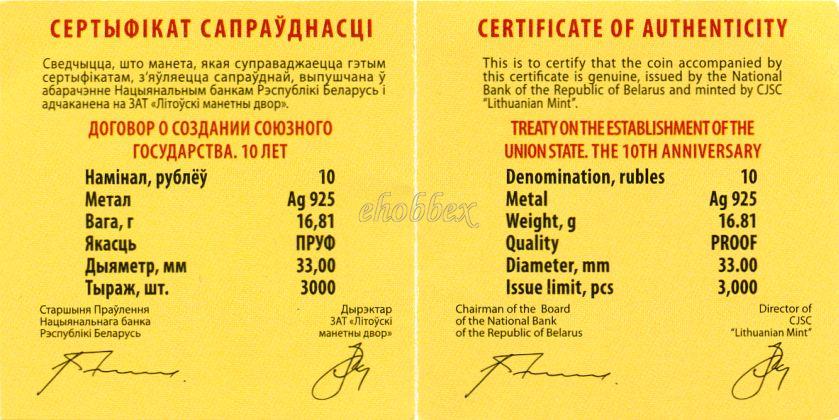 СЕРТЫФІКАТ САПРАЎДНАСЦІ
Сведчыцца, што манета, якая суправаджаецца гэтым
сертыфікатам, з'яўляецца сапраўднай, выпушчана ў
абарачэнне Нацыянальным банкам Рэспублікі Беларусь і
адчаканена на ЗАТ «Літоўскі манетны двор».
ДОГОВОР О СОЗДАНИИ СОЮЗНОГО
ГОСУДАРСТВА. 10 ЛЕТ
Намінал, рублёў 10
Метал Ag 925
Вага, г 16,81
Якасць ПРУФ
Дыяметр, мм 33,00
Тыраж, шт. 3000
Старшыня Праўлення
Нацыянальнага банка
Рэспублікі Беларусь
Дырэктар
ЗАТ «Літоўскі
манетны двор»
CERTIFICATE OF AUTHENTICITY
This is to certify that the coin accompanied by
this certificate is genuine, issued by the National
Bank of the Republic of Belarus and minted by CJSC
"Lithuanian Mint".
TREATY ON THE ESTABLISHMENT OF THE
UNION STATE. THE 10TH ANNIVERSARY
Denomination, rubles 10
Metal Ag 925
Weight, g 16.81
Quality PROOF
Diameter, mm 33.00
Issue limit, pcs 3,000
Chairman of the Board
of the National Bank
of the Republic of Belarus
Director of
CJSC
"Lithuanian Mint"
ehobbex